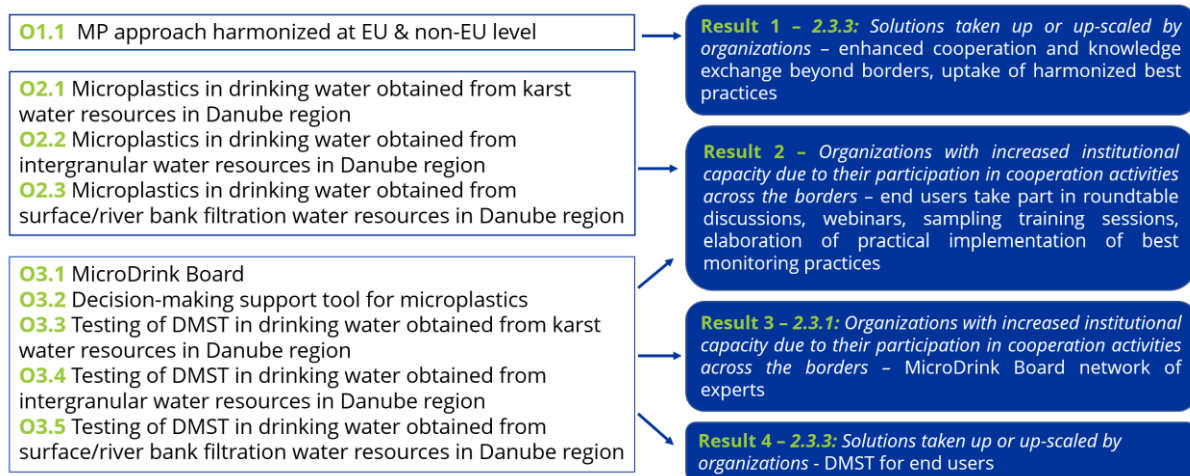 O1.1 MP approach harmonized at EU & non-EU level
O2.1 Microplastics in drinking water obtained from karst
water resources in Danube region
O2.2 Microplastics in drinking water obtained from
intergranular water resources in Danube region
O2.3 Microplastics in drinking water obtained from
surface/river bank filtration water resources in Danube region
O3.1 MicroDrink Board
O3.2 Decision-making support tool for microplastics
O3.3 Testing of DMST in drinking water obtained from karst
water resources in Danube region
O3.4 Testing of DMST in drinking water obtained from
intergranular water resources in Danube region
O3.5 Testing of DMST in drinking water obtained from
surface/river bank filtration water resources in Danube region
Result 1 – 2.3.3: Solutions taken up or up-scaled by
organizations – enhanced cooperation and knowledge
exchange beyond borders, uptake of harmonized best
practices
Result 2 – Organizations with increased institutional
capacity due to their participation in cooperation activities
across the borders – end users take part in roundtable
discussions, webinars, sampling training sessions,
elaboration of practical implementation of best
monitoring practices
Result 3 – 2.3.1: Organizations with increased institutional
capacity due to their participation in cooperation activities
across the borders – MicroDrink Board network of
experts
Result 4 – 2.3.3: Solutions taken up or up-scaled by
organizations - DMST for end users